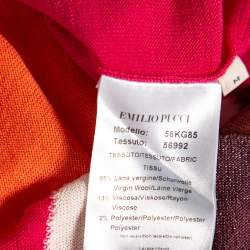 EMILIO PUCCI
Modello: 56KG85
Tessuto: 56992
TESSUTO/TESSUTO/FABRIC
TISSU
85% Lana vergine/Schurwolle
Virgin Wool/Laine vierge
13% Viscosa/Viskose/Rayon
Viscose
2% Polyester/Polyester/Polyester
Polyester
M